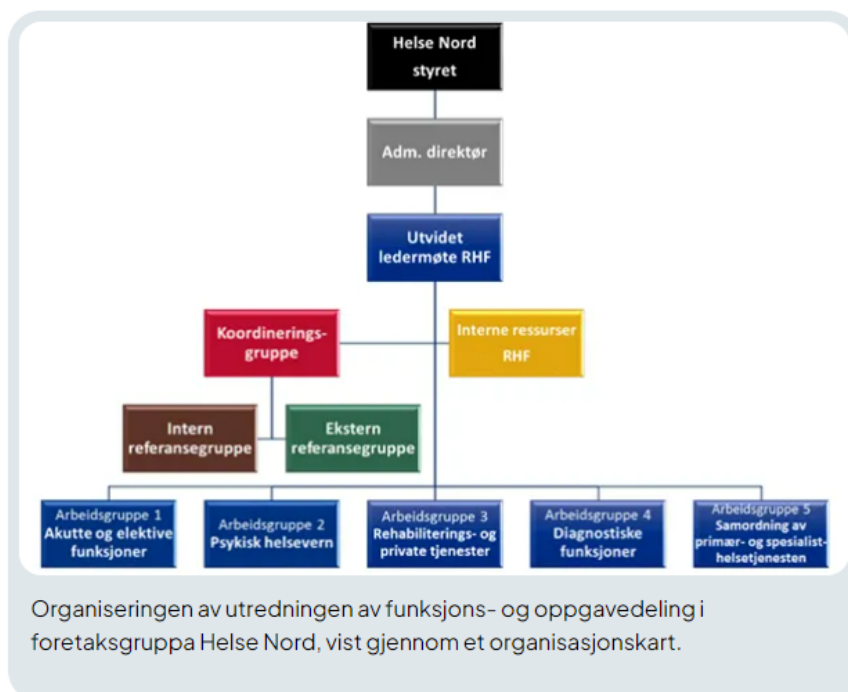 Helse Nord
styret
Adm. direktør
Utvidet
ledermøte RHF
Koordinerings-
gruppe
Interne ressurser
RHF
Intern
referansegruppe
Ekstern
referansegruppe
Arbeidsgruppe 1
Akutte og elektive
funksjoner
Arbeidsgruppe 2
Psykisk helsevern
Arbeidsgruppe 3
Rehabiliterings- og
private tjenester
Arbeidsgruppe 4
Diagnostiske
funksjoner
Arbeidsgruppe 5
Samordning av
primær- og spesialist-
helsetjenesten
Organiseringen av utredningen av funksjons- og oppgavedeling i
foretaksgruppa Helse Nord, vist gjennom et organisasjonskart.